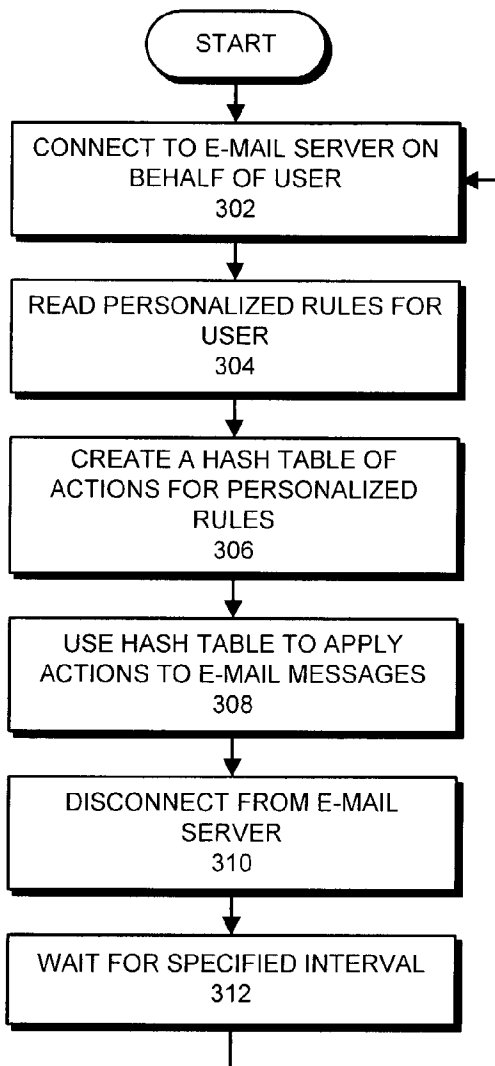 START
CONNECT TO E-MAIL SERVER ON
BEHALF OF USER
302
READ PERSONALIZED RULES FOR
USER
304
CREATE A HASH TABLE OF
ACTIONS FOR PERSONALIZED
RULES
306
USE HASH TABLE TO APPLY
ACTIONS TO E-MAIL MESSAGES
308
DISCONNECT FROM E-MAIL
SERVER
310
WAIT FOR SPECIFIED INTERVAL
312